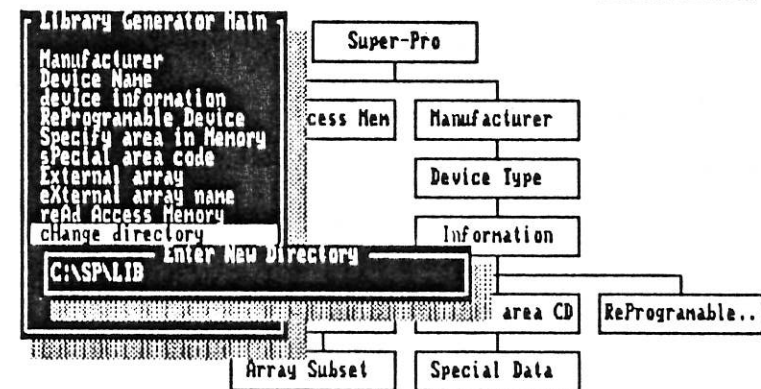 Library Generator Main
Manufacturer
Device Name
device information
ReProgramable Device
Specify area in Memory
sPecial area code
External array
eXternal array name
reAd Access Memory
cHange directory
Enter New Directory
C:\SP\LIB
Super-Pro
cess Mem
Manufacturer
Device Type
Information
area CD
ReProgramable..
Array Subset
Special Data